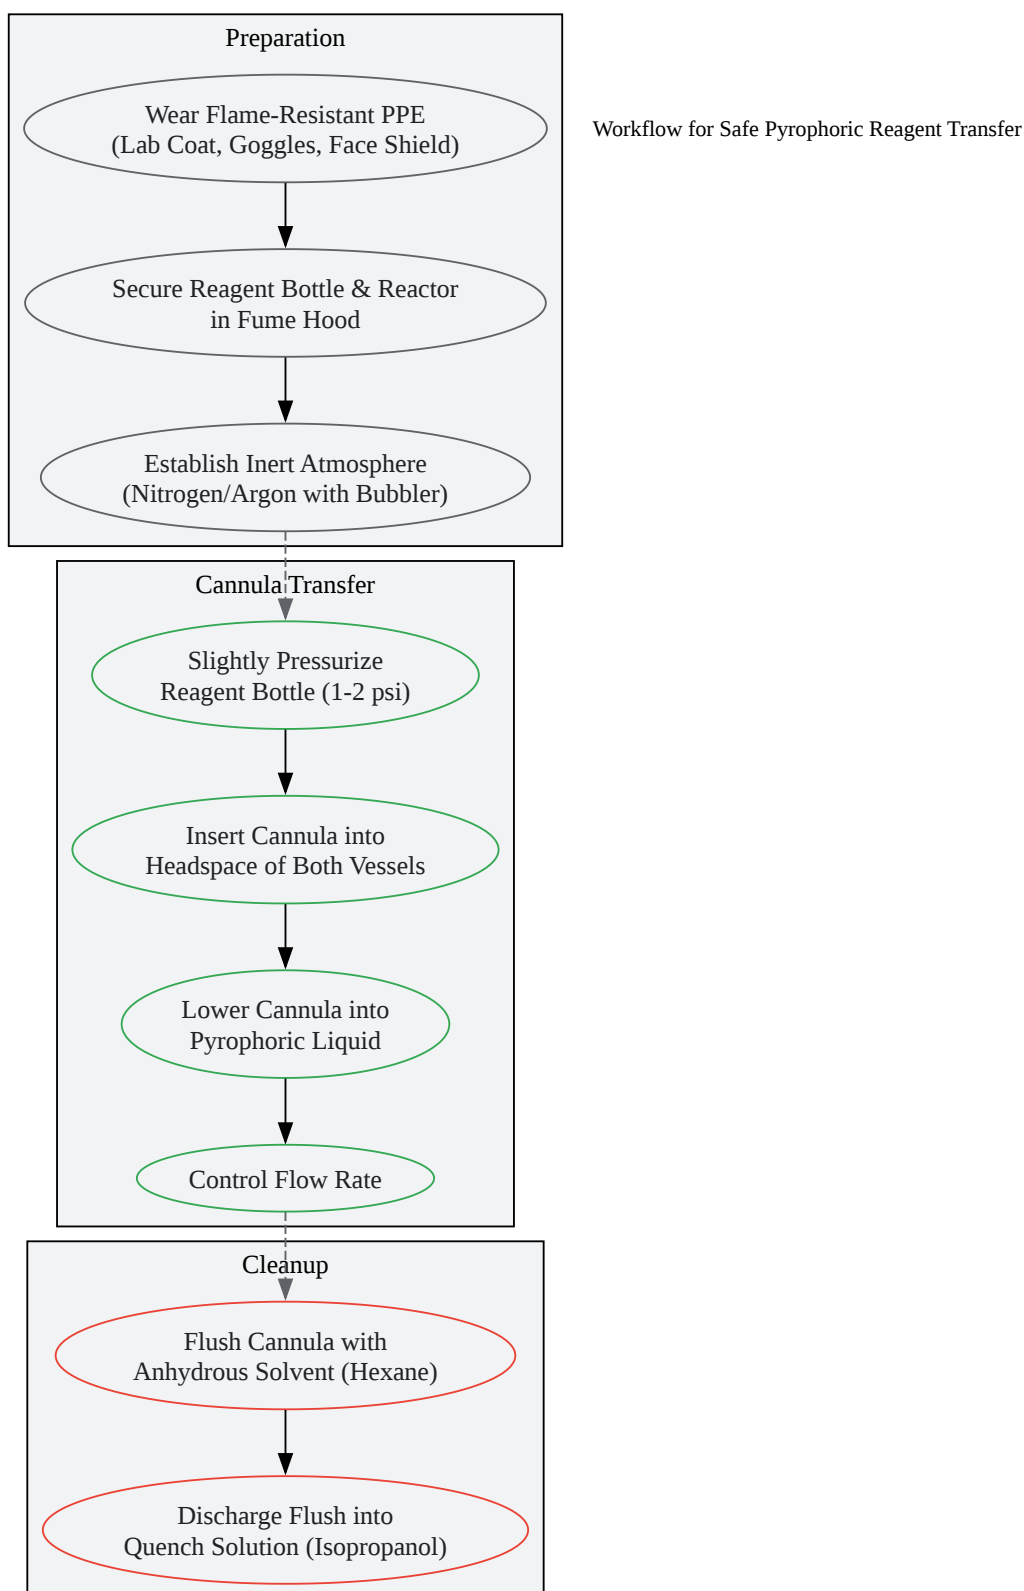 Preparation
Wear Flame-Resistant PPE
(Lab Coat, Goggles, Face Shield)
Workflow for Safe Pyrophoric Reagent Transfer
Secure Reagent Bottle & Reactor
in Fume Hood
Establish Inert Atmosphere
(Nitrogen/Argon with Bubbler)
Cannula Transfer
Slightly Pressurize
Reagent Bottle (1-2 psi)
Insert Cannula into
Headspace of Both Vessels
Lower Cannula into
Pyrophoric Liquid
Control Flow Rate
Cleanup
Flush Cannula with
Anhydrous Solvent (Hexane)
Discharge Flush into
Quench Solution (Isopropanol)